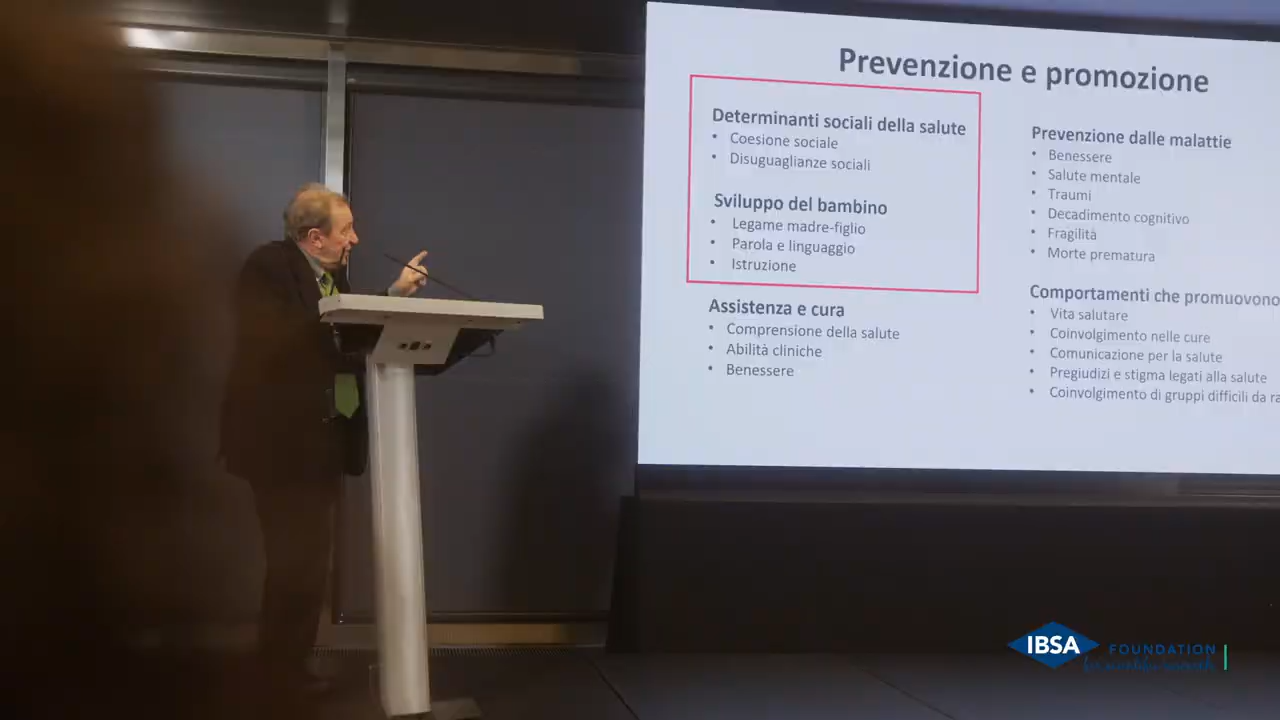 Prevenzione e promozione
Determinanti sociali della salute
• Coesione sociale
• Disuguaglianze sociali
Sviluppo del bambino
• Legame madre-figlio
• Parola e linguaggio
• Istruzione
Assistenza e cura
• Comprensione della salute
• Abilità cliniche
• Benessere
Prevenzione dalle malattie
• Benessere
• Salute mentale
• Traumi
• Decadimento cognitivo
• Fragilità
• Morte prematura
Comportamenti che promuovono
• Vita salutare
• Coinvolgimento nelle cure
• Comunicazione per la salute
• Pregiudizi e stigma legati alla salute
• Coinvolgimento di gruppi difficili da
IBSA FOUNDATION
for scientific research